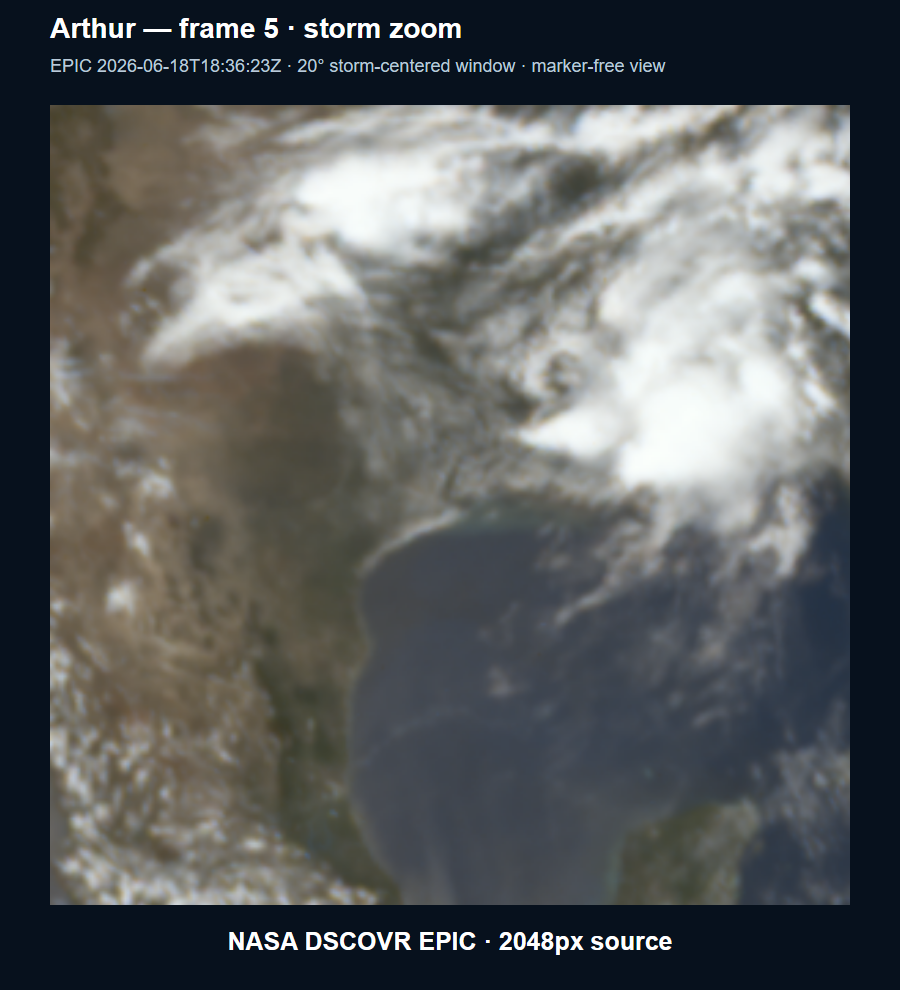 Arthur — frame 5 · storm zoom
EPIC 2026-06-18T18:36:23Z · 20° storm-centered window · marker-free view
NASA DSCOVR EPIC · 2048px source